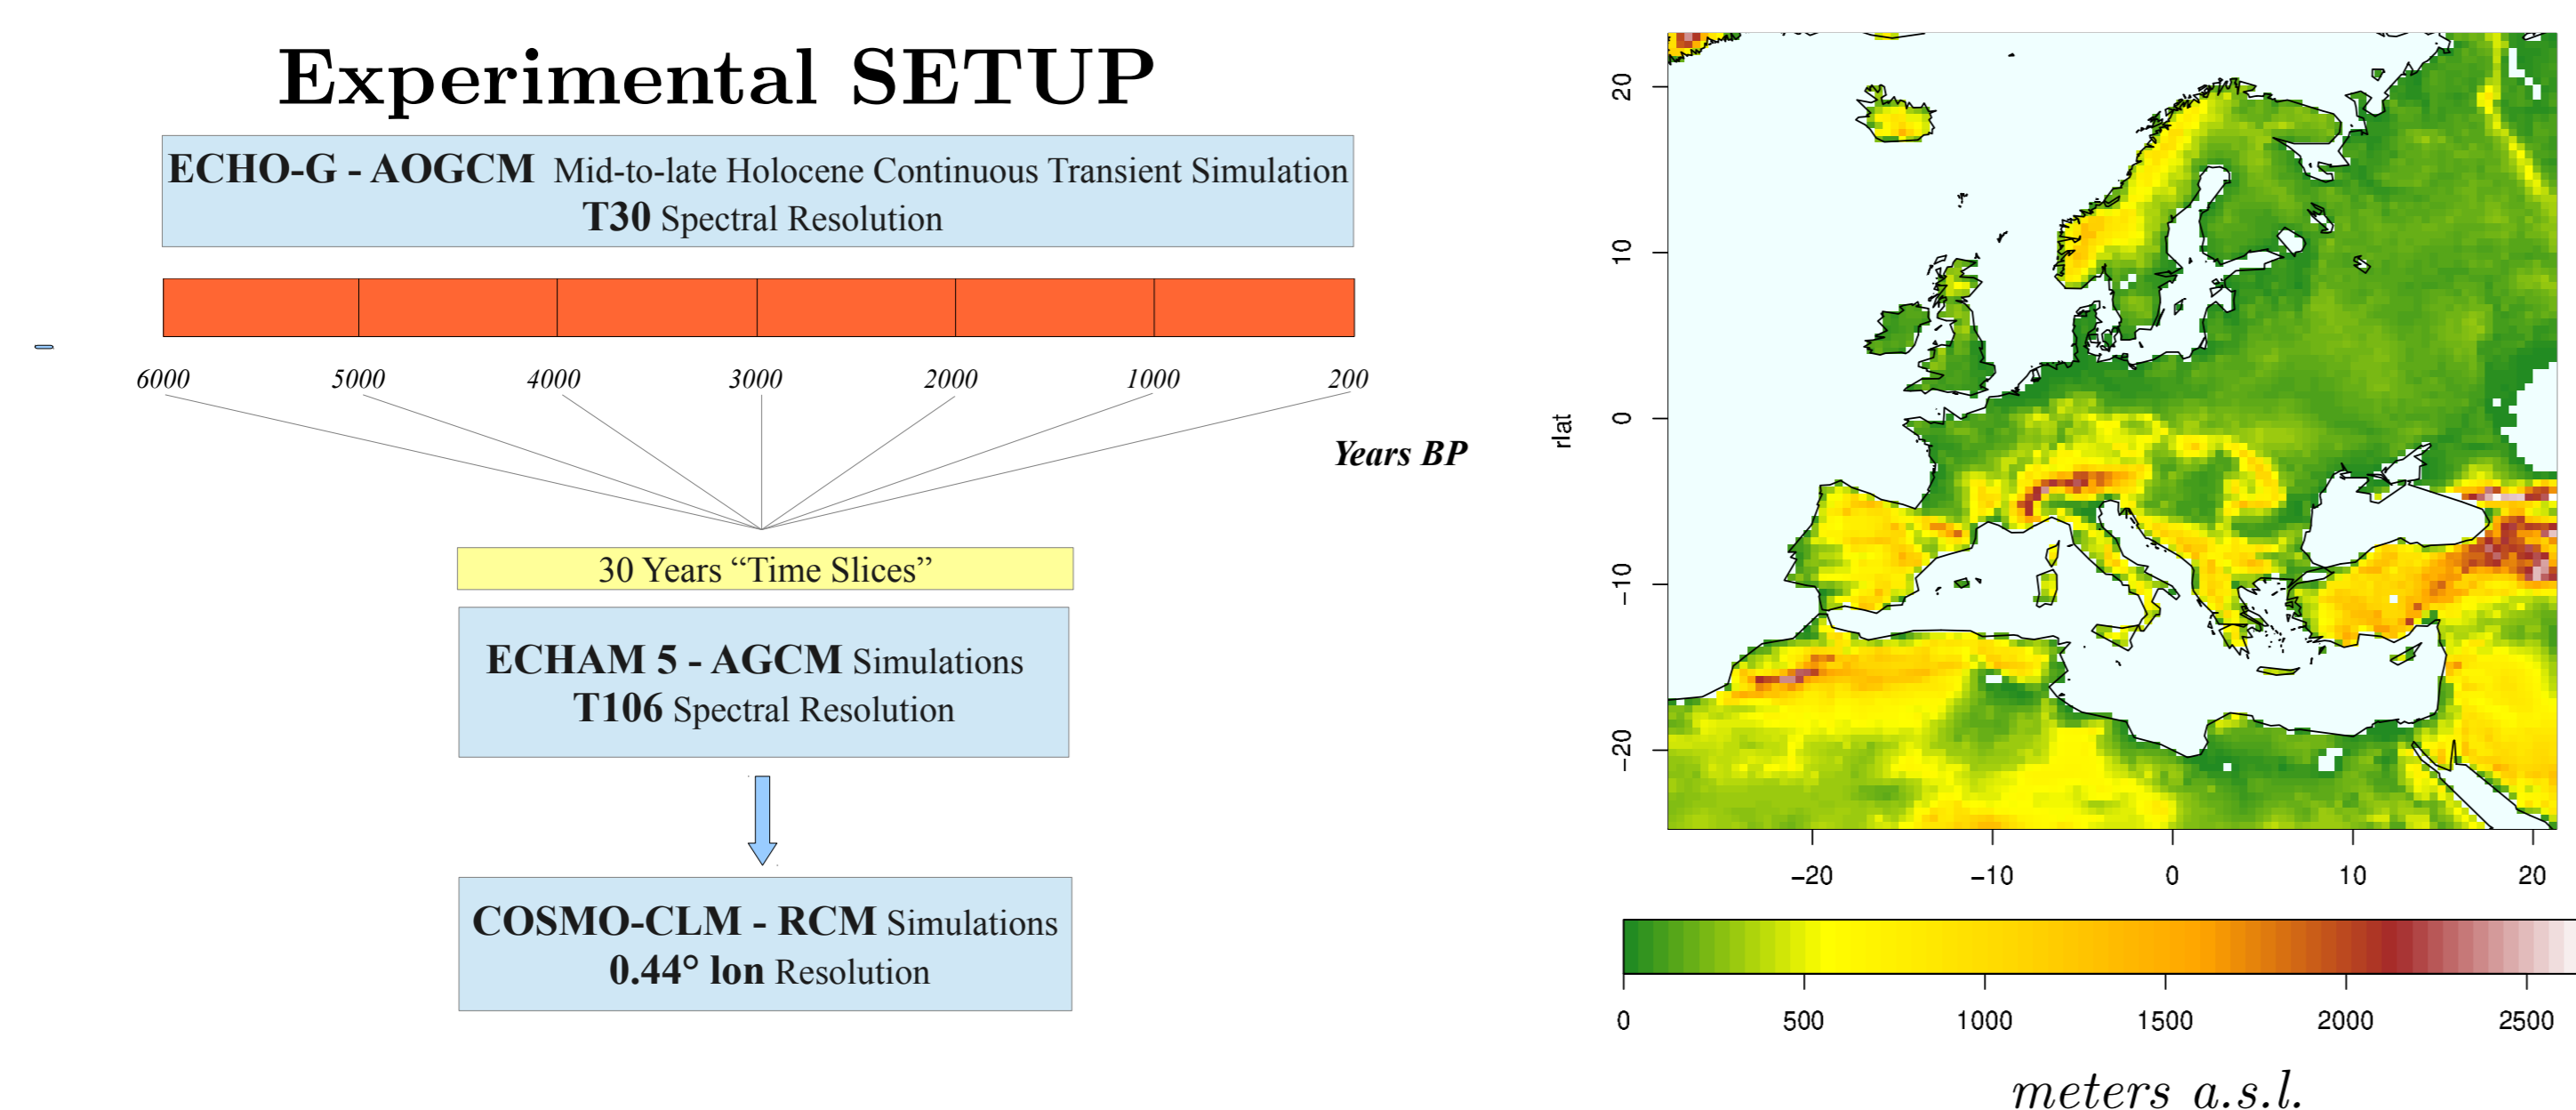 Experimental SETUP
ECHO-G - AOGCM Mid-to-late Holocene Continuous Transient Simulation
T30 Spectral Resolution
6000 5000 4000 3000 2000 1000 200
Years BP
30 Years “Time Slices”
ECHAM 5 - AGCM Simulations
T106 Spectral Resolution
COSMO-CLM - RCM Simulations
0.44° lon Resolution
rlat
20
10
0
−10
−20
−20 −10 0 10 20
0 500 1000 1500 2000 2500
meters a.s.l.